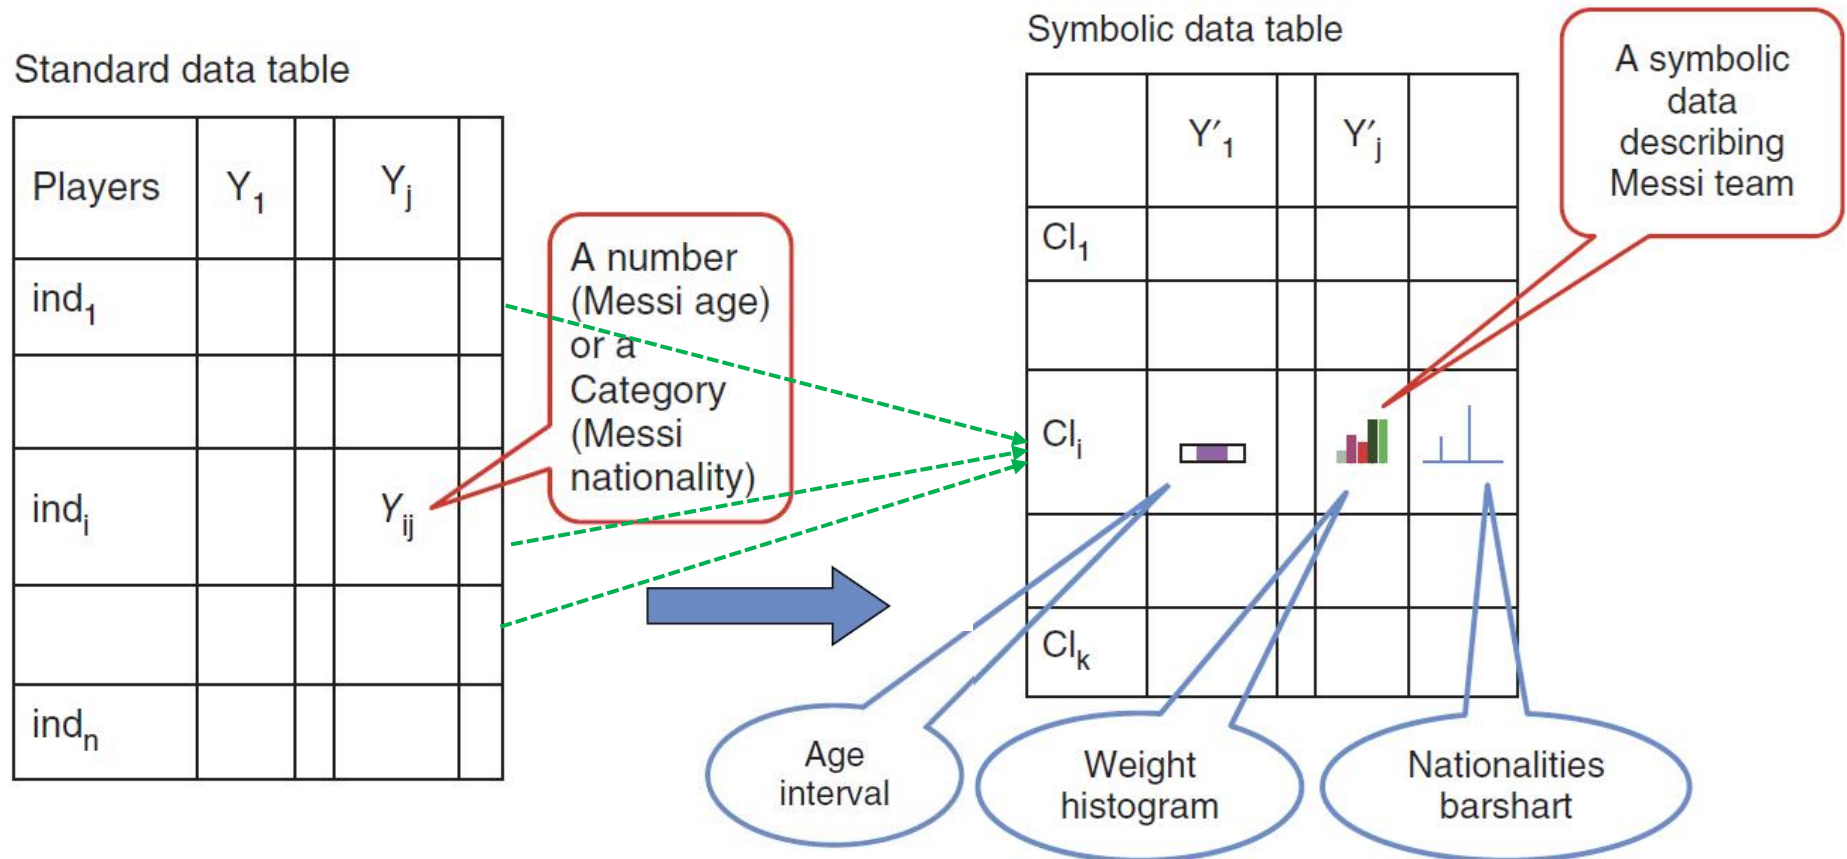 Standard data table
Players Y1 Yj
ind1
indi Yij
indn
A number
(Messi age)
or a
Category
(Messi
nationality)
Symbolic data table
Y′1 Y′j
Cl1
Cli
Clk
A symbolic
data
describing
Messi team
Age
interval
Weight
histogram
Nationalities
barshart